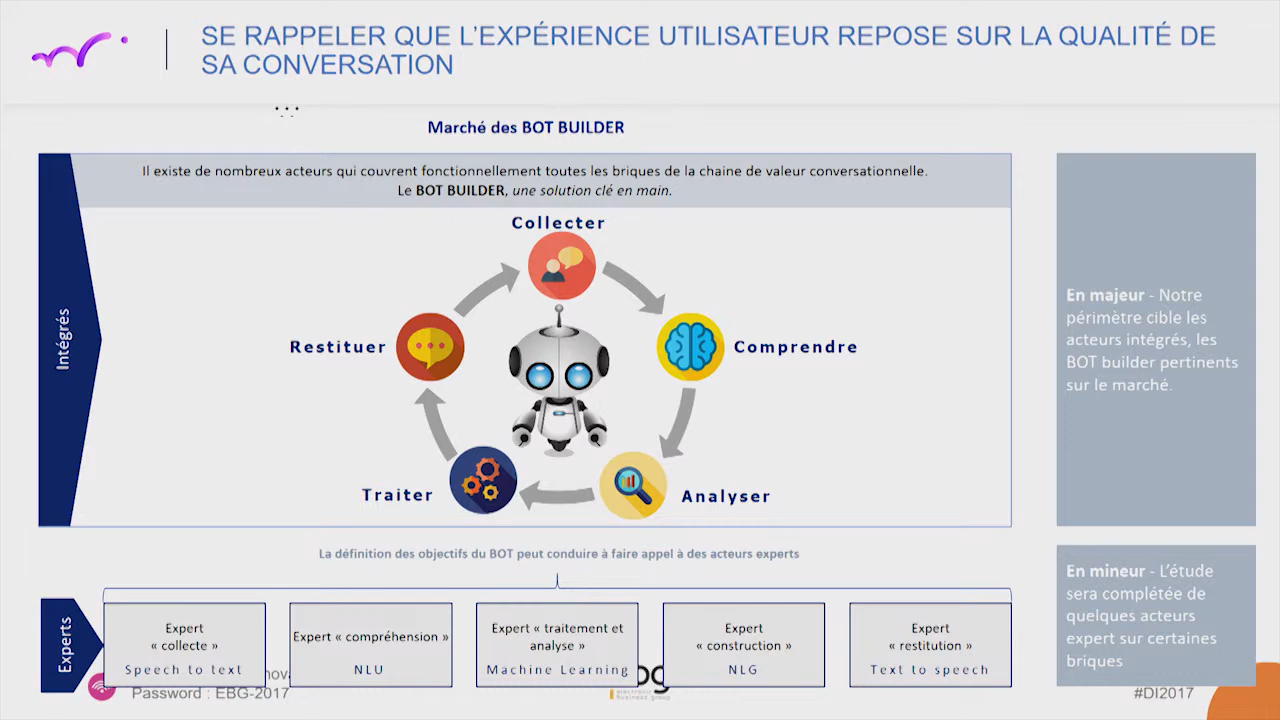 SE RAPPELER QUE L'EXPÉRIENCE UTILISATEUR REPOSE SUR LA QUALITÉ DE
SA CONVERSATION
Marché des BOT BUILDER
Il existe de nombreux acteurs qui couvrent fonctionnellement toutes les briques de la chaine de valeur conversationnelle.
Le BOT BUILDER, une solution clé en main.
Intégrés
Collecter
Restituer
Comprendre
Traiter
Analyser
En majeur - Notre
périmètre cible les
acteurs intégrés, les
BOT builder pertinents
sur le marché.
La définition des objectifs du BOT peut conduire à faire appel à des acteurs experts
Experts
Expert
« collecte »
Speech to text
Expert « compréhension »
NLU
Expert « traitement et
analyse »
Machine Learning
Expert
« construction »
NLG
Expert
« restitution »
Text to speech
En mineur - L'étude
sera complétée de
quelques acteurs
expert sur certaines
briques
Password : EBG-2017
electronic
business group
#DI2017